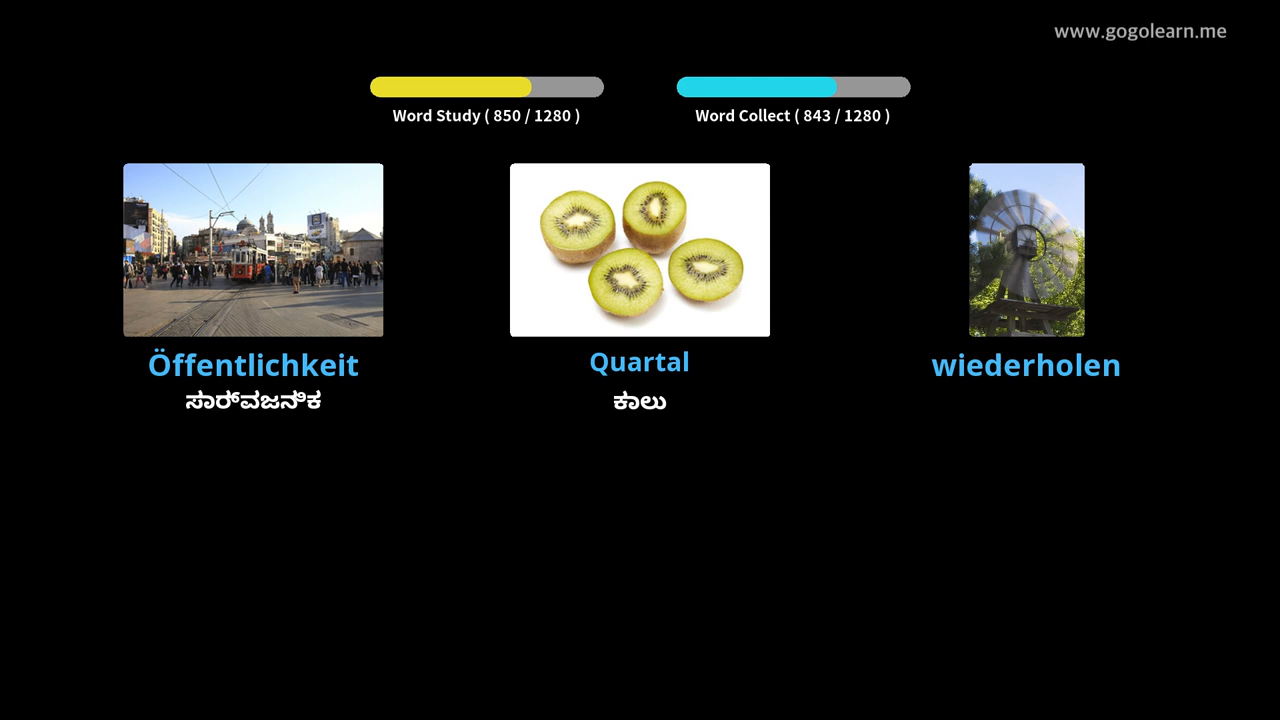 www.gogolearn.me
Word Study ( 850 / 1280 )
Word Collect ( 843 / 1280 )
Öffentlichkeit
ಸಾರ್ವಜನಿಕ
Quartal
ಕಾಲು
wiederholen